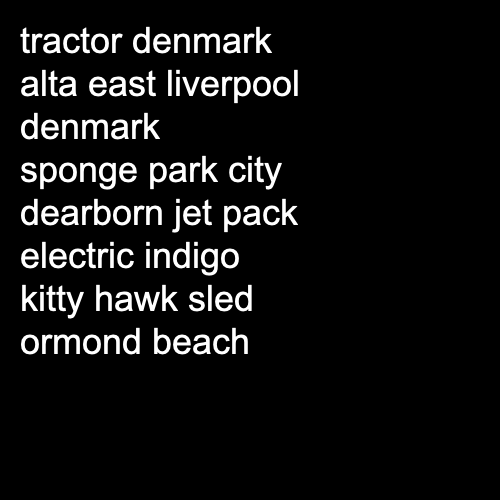 tractor denmark
alta east liverpool
denmark
sponge park city
dearborn jet pack
electric indigo
kitty hawk sled
ormond beach